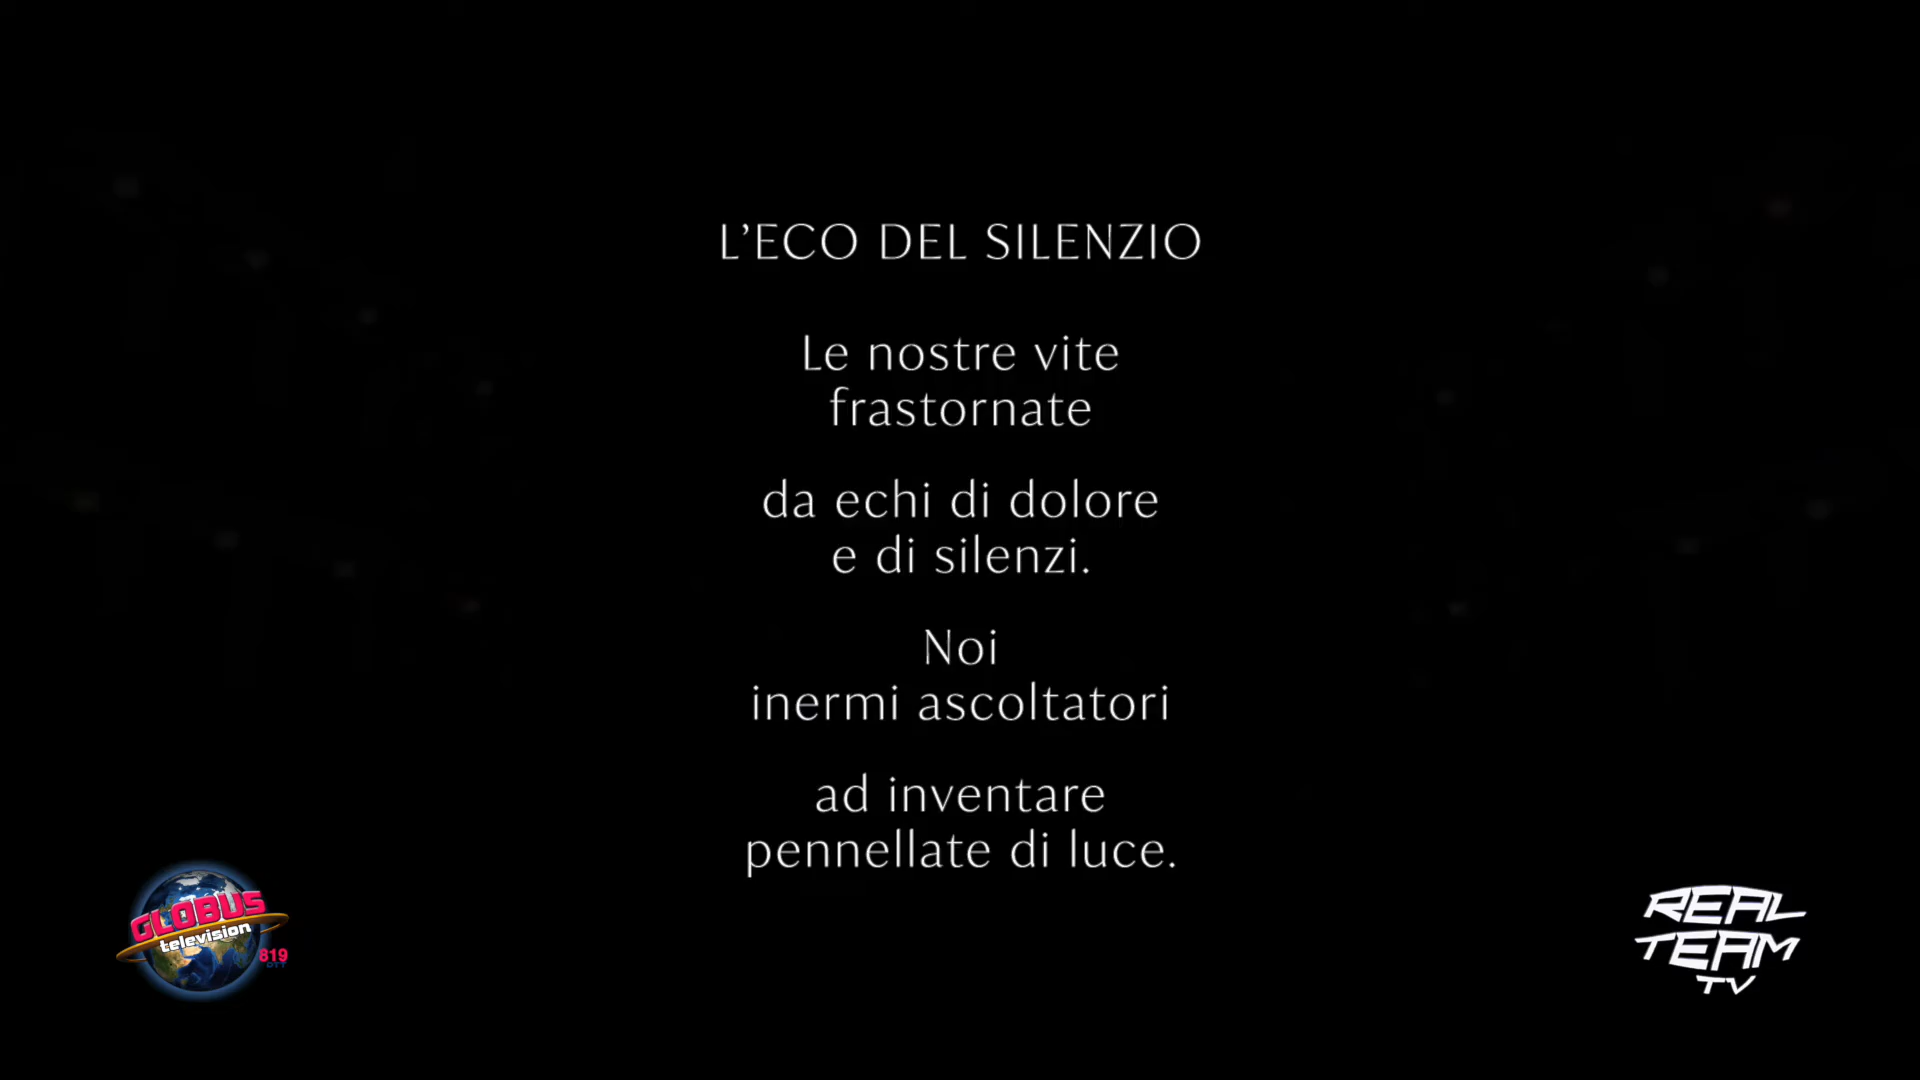 L’ECO DEL SILENZIO
Le nostre vite
frastornate
da echi di dolore
e di silenzi.
Noi
inermi ascoltatori
ad inventare
pennellate di luce.
GLOBUS
television
819
DTT
REAL
TEAM
TV